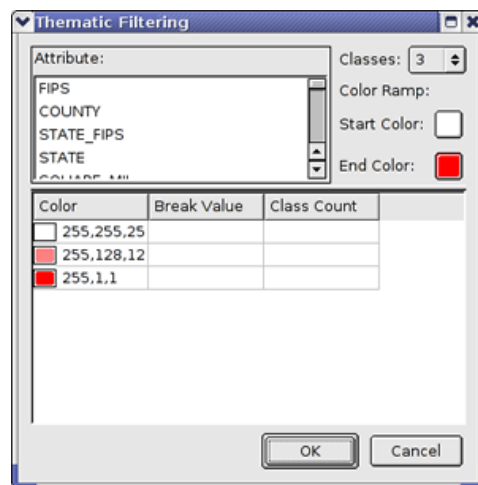 Thematic Filtering
Attribute:
FIPS
COUNTY
STATE_FIPS
STATE
Classes: 3
Color Ramp:
Start Color:
End Color:
Color Break Value Class Count
255,255,25
255,128,12
255,1,1
OK Cancel